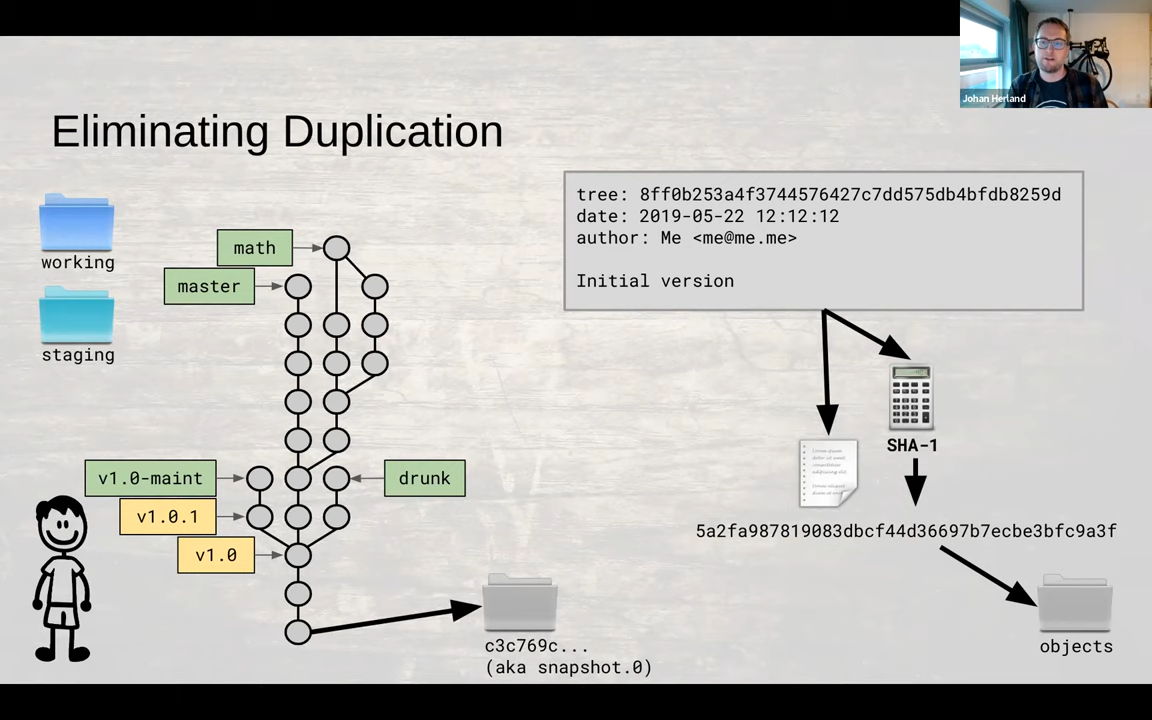 Johan Herland
Eliminating Duplication
working
staging
math
master
v1.0-maint
v1.0.1
v1.0
drunk
c3c769c...
(aka snapshot.0)
tree: 8ff0b253a4f3744576427c7dd575db4bfdb8259d
date: 2019-05-22 12:12:12
author: Me <me@me.me>
Initial version
SHA-1
5a2fa987819083dbcf44d36697b7ecbe3bfc9a3f
objects